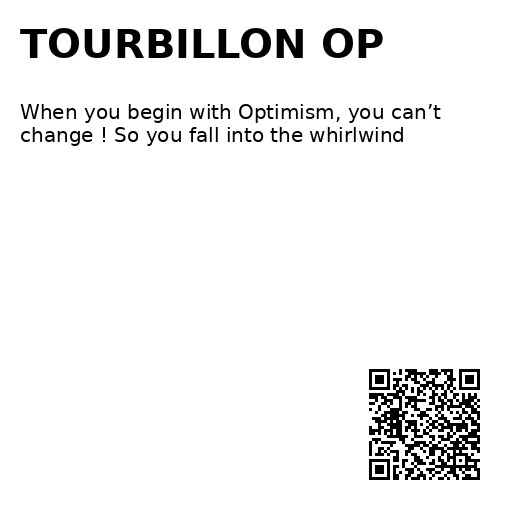 TOURBILLON OP
When you begin with Optimism, you can’t
change ! So you fall into the whirlwind